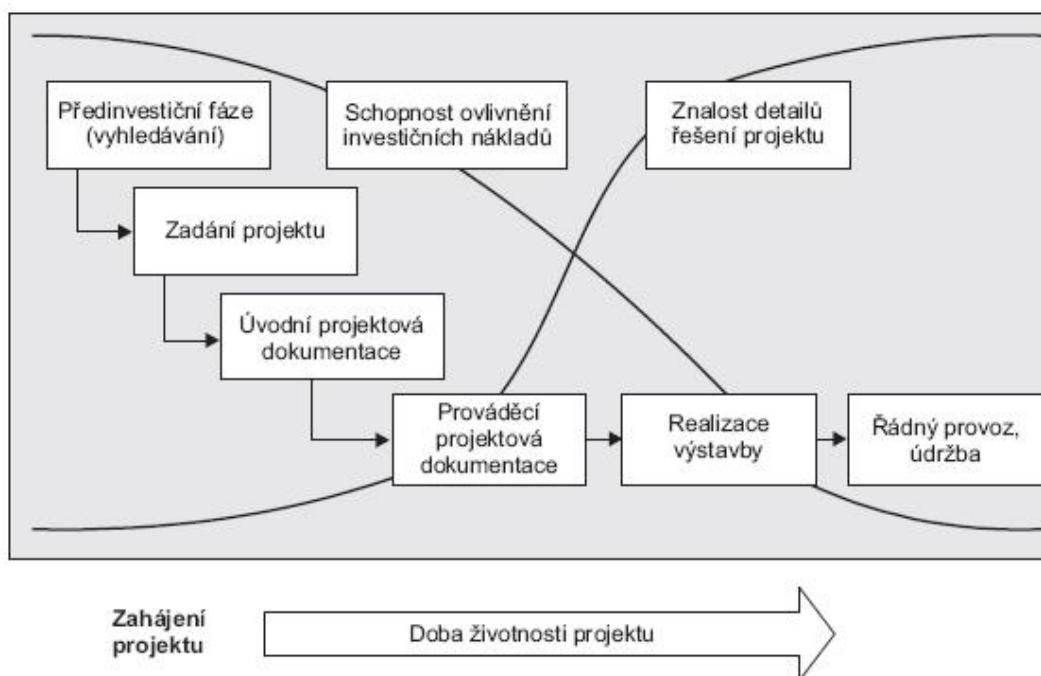 Předinvestiční fáze
(vyhledávání)
Schopnost ovlivnění
investičních nákladů
Znalost detailů
řešení projektu
Zadání projektu
Úvodní projektová
dokumentace
Prováděcí
projektová
dokumentace
Realizace
výstavby
Řádný provoz,
údržba
Zahájení
projektu
Doba životnosti projektu